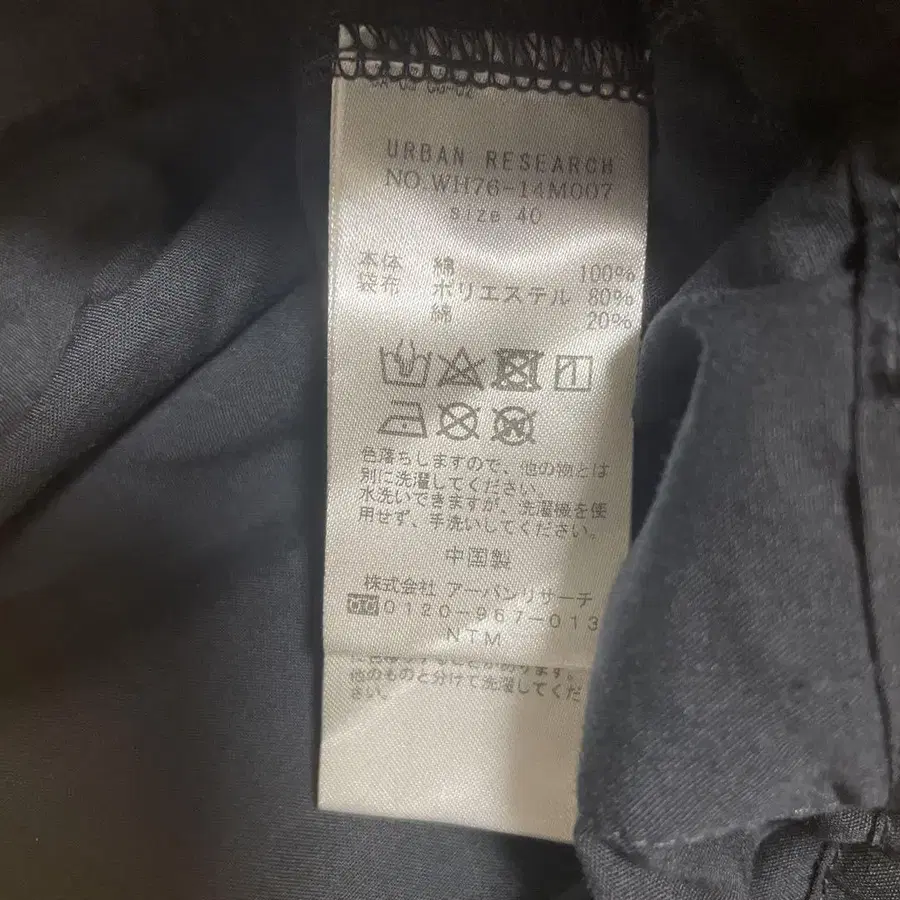 URBAN RESEARCH
NO.WH76-14M007
size 40
本体 綿 100%
袋布 ポリエステル 80%
綿 20%
色落ちしますので、他の物とは
別に洗濯してください。
水洗いできますが、洗濯機を使
用せず、手洗いしてください。
中国製
株式会社 アーバンリサーチ
0120-967-013
NTM
他のものと分けて洗濯してくだ
さい。